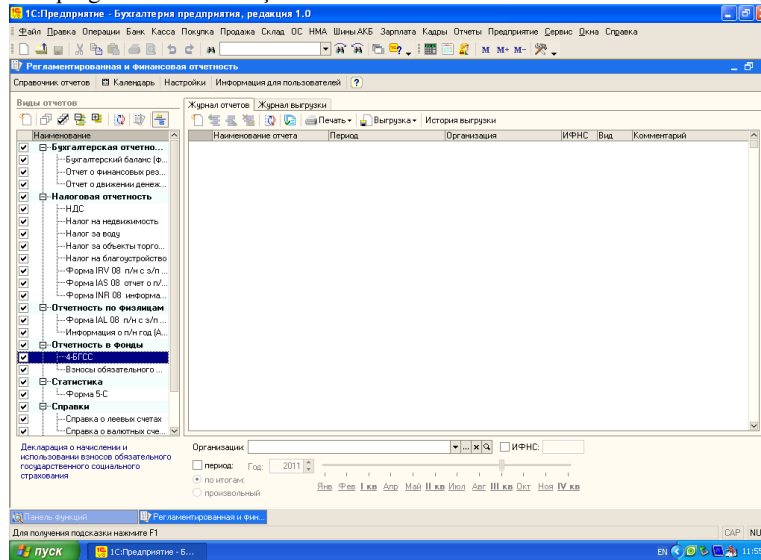 1С:Предприятие - Бухгалтерия предприятия, редакция 1.0
Файл Правка Операции Банк Касса Покупка Продажа Склад ОС НМА ШиныАКБ Зарплата Кадры Отчеты Предприятие Сервис Окна Справка
М М+ М-
Регламентированная и финансовая отчетность
Справочник отчетов Календарь Настройки Информация для пользователей ?
Виды отчетов
Журнал отчетов Журнал выгрузки
Печать Выгрузка История выгрузки
Наименование
Наименование отчета Период Организация ИФНС Вид Комментарий
Бухгалтерская отчетно...
Бухгалтерский баланс (ф...
Отчет о финансовых рез...
Отчет о движении денеж...
Налоговая отчетность
НДС
Налог на недвижимость
Налог за воду
Налог за объекты торго...
Налог на благоустройство
Форма IRV 08 п/н с з/п ...
Форма IAS 08 отчет о п/...
Форма INR 08 информа...
Отчетность по физлицам
Форма IAL 08 п/н с з/п ...
Информация о п/н год (А...
Отчетность в фонды
4-БГСС
Взносы обязательного ...
Статистика
Форма 5-С
Справки
Справка о леевых счетах
Справка о валютных сче...
Декларация о начислении и
использовании взносов обязательного
государственного социального
страхования
Организации: ... x ИФНС:
период: Год: 2011
по итогам:
произвольный
Янв Фев I кв Апр Май II кв Июл Авг III кв Окт Ноя IV кв
Панель функций Регламентированная и фин...
Для получения подсказки нажмите F1 CAP NU
пуск 1С:Предприятие - Б... EN 11:55